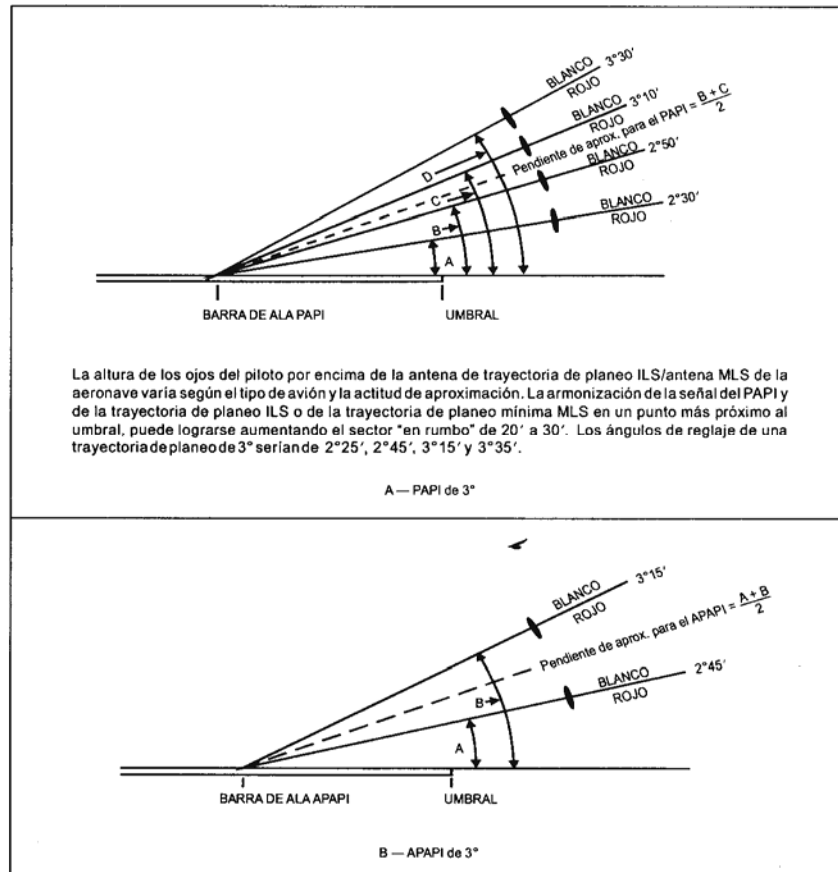 BLANCO 3°30′
ROJO
BLANCO 3°10′
ROJO
Pendiente de aprox. para el PAPI = B + C
2
BLANCO 2°50′
ROJO
BLANCO 2°30′
ROJO
D
C
B
A
BARRA DE ALA PAPI
UMBRAL
La altura de los ojos del piloto por encima de la antena de trayectoria de planeo ILS/antena MLS de la
aeronave varía según el tipo de avión y la actitud de aproximación. La armonización de la señal del PAPI y
de la trayectoria de planeo ILS o de la trayectoria de planeo mínima MLS en un punto más próximo al
umbral, puede lograrse aumentando el sector "en rumbo" de 20′ a 30′. Los ángulos de reglaje de una
trayectoria de planeo de 3° serían de 2°25′, 2°45′, 3°15′ y 3°35′.
A — PAPI de 3°
BLANCO 3°15′
ROJO
Pendiente de aprox. para el APAPI = A + B
2
BLANCO 2°45′
ROJO
B
A
BARRA DE ALA APAPI
UMBRAL
B — APAPI de 3°